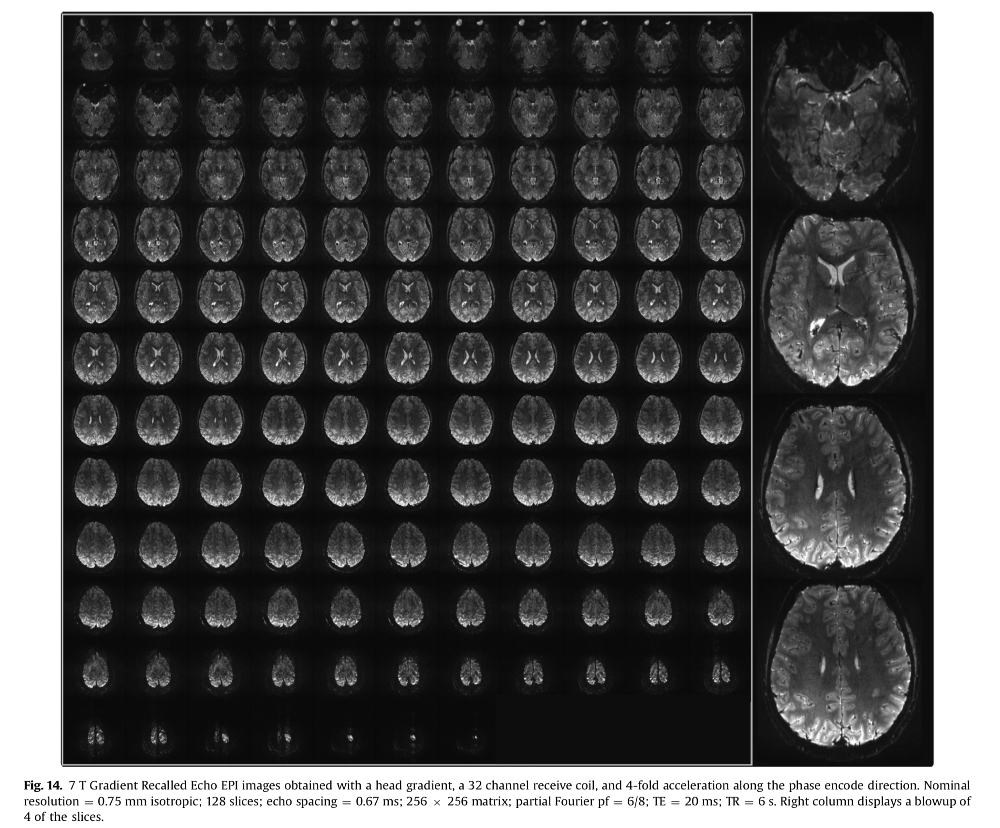 Fig. 14. 7 T Gradient Recalled Echo EPI images obtained with a head gradient, a 32 channel receive coil, and 4-fold acceleration along the phase encode direction. Nominal
resolution = 0.75 mm isotropic; 128 slices; echo spacing = 0.67 ms; 256 × 256 matrix; partial Fourier pf = 6/8; TE = 20 ms; TR = 6 s. Right column displays a blowup of
4 of the slices.